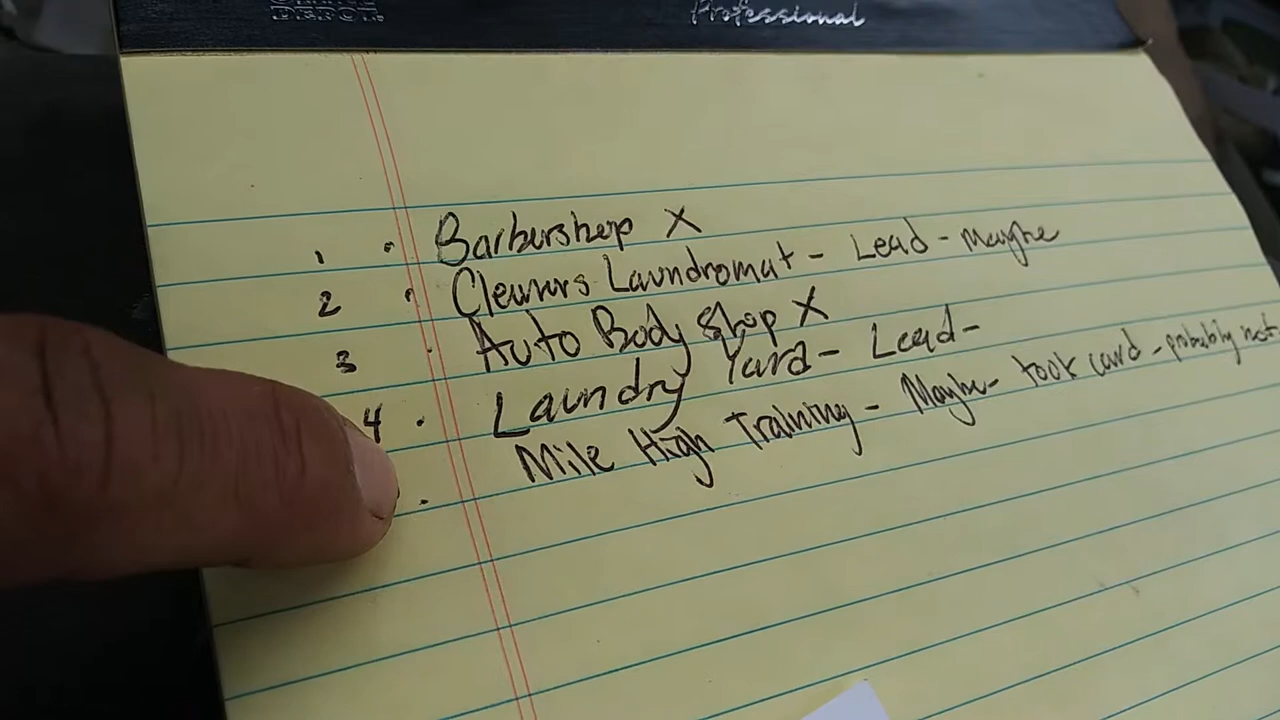 Professional
1 · Barbershop X
2 · Cleaners Laundromat - Lead - Maybe
3 · Auto Body Shop X
4 · Laundry Yard - Lead -
· Mile High Training - Maybe - took card - probably not